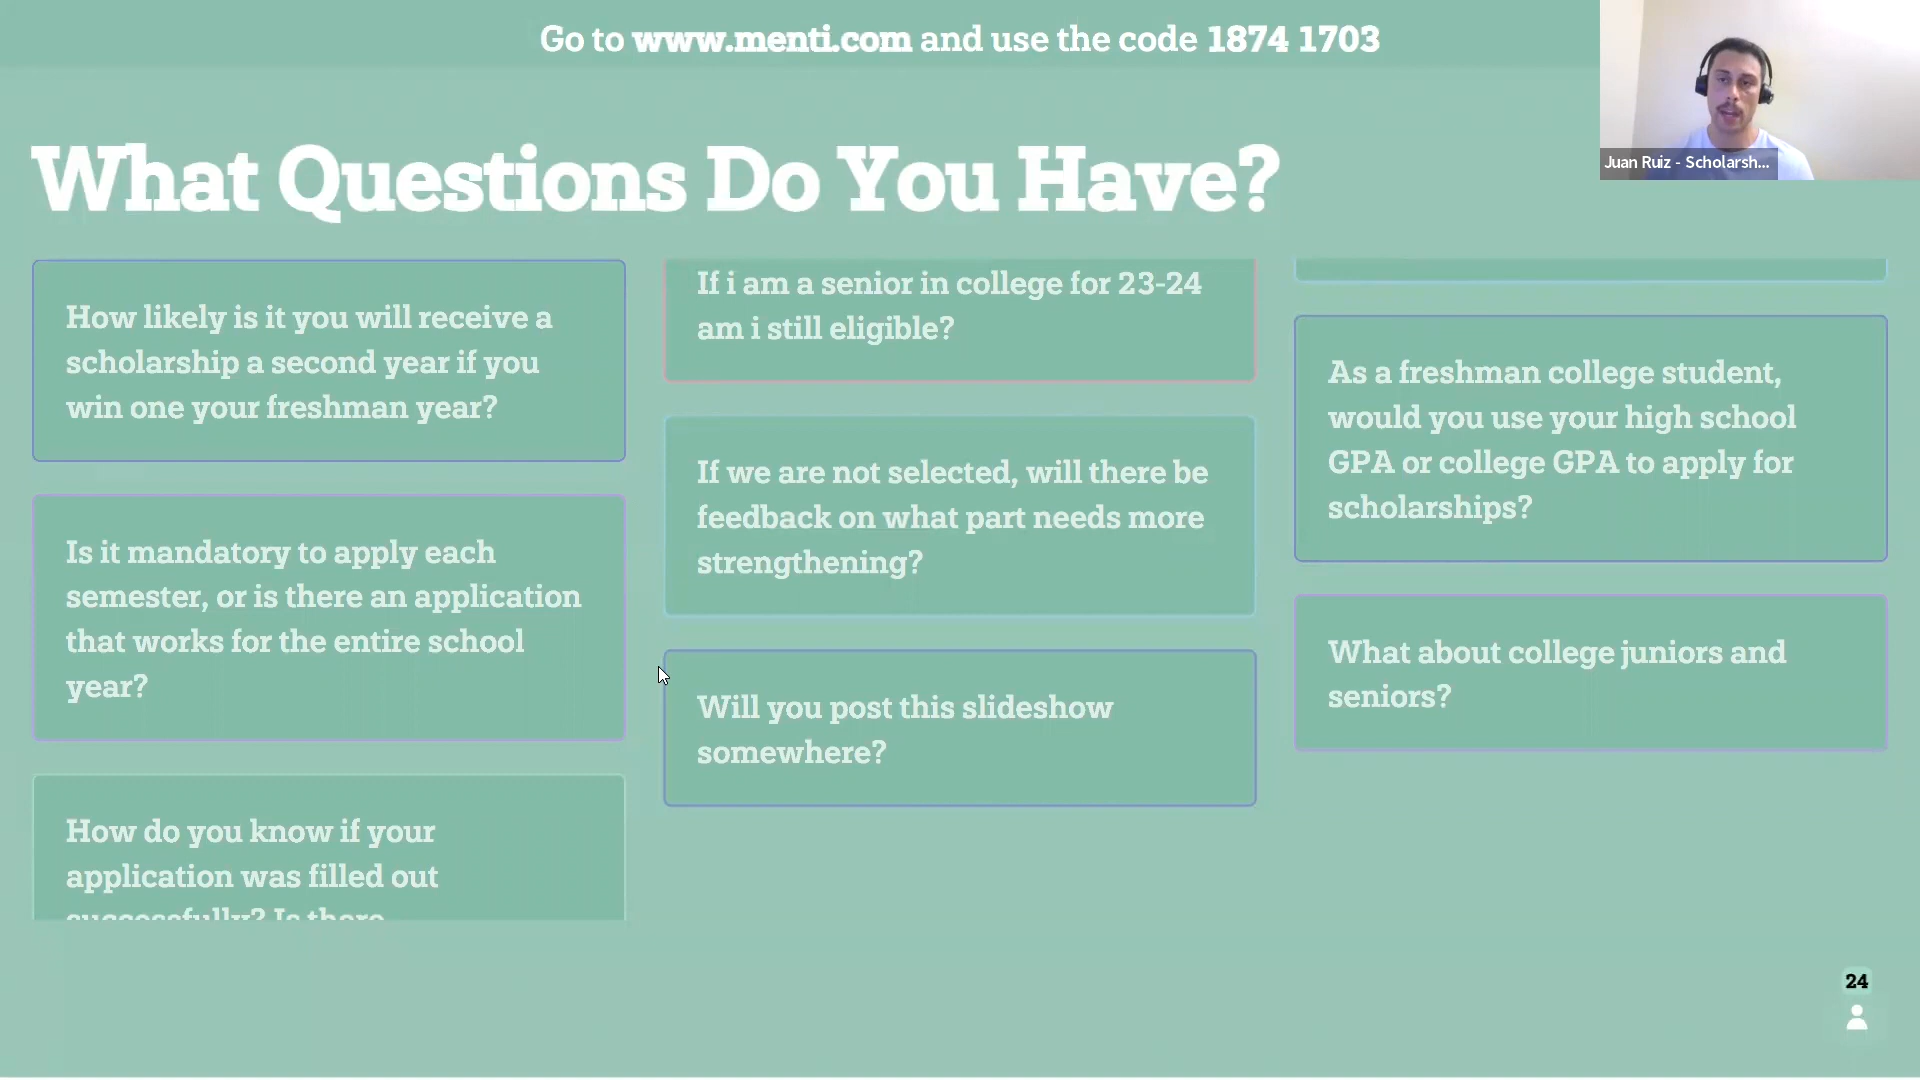 Go to www.menti.com and use the code 1874 1703
Juan Ruiz - Scholarsh...
What Questions Do You Have?
How likely is it you will receive a
scholarship a second year if you
win one your freshman year?
Is it mandatory to apply each
semester, or is there an application
that works for the entire school
year?
How do you know if your
application was filled out
successfully? Is there
If i am a senior in college for 23-24
am i still eligible?
If we are not selected, will there be
feedback on what part needs more
strengthening?
Will you post this slideshow
somewhere?
As a freshman college student,
would you use your high school
GPA or college GPA to apply for
scholarships?
What about college juniors and
seniors?
24